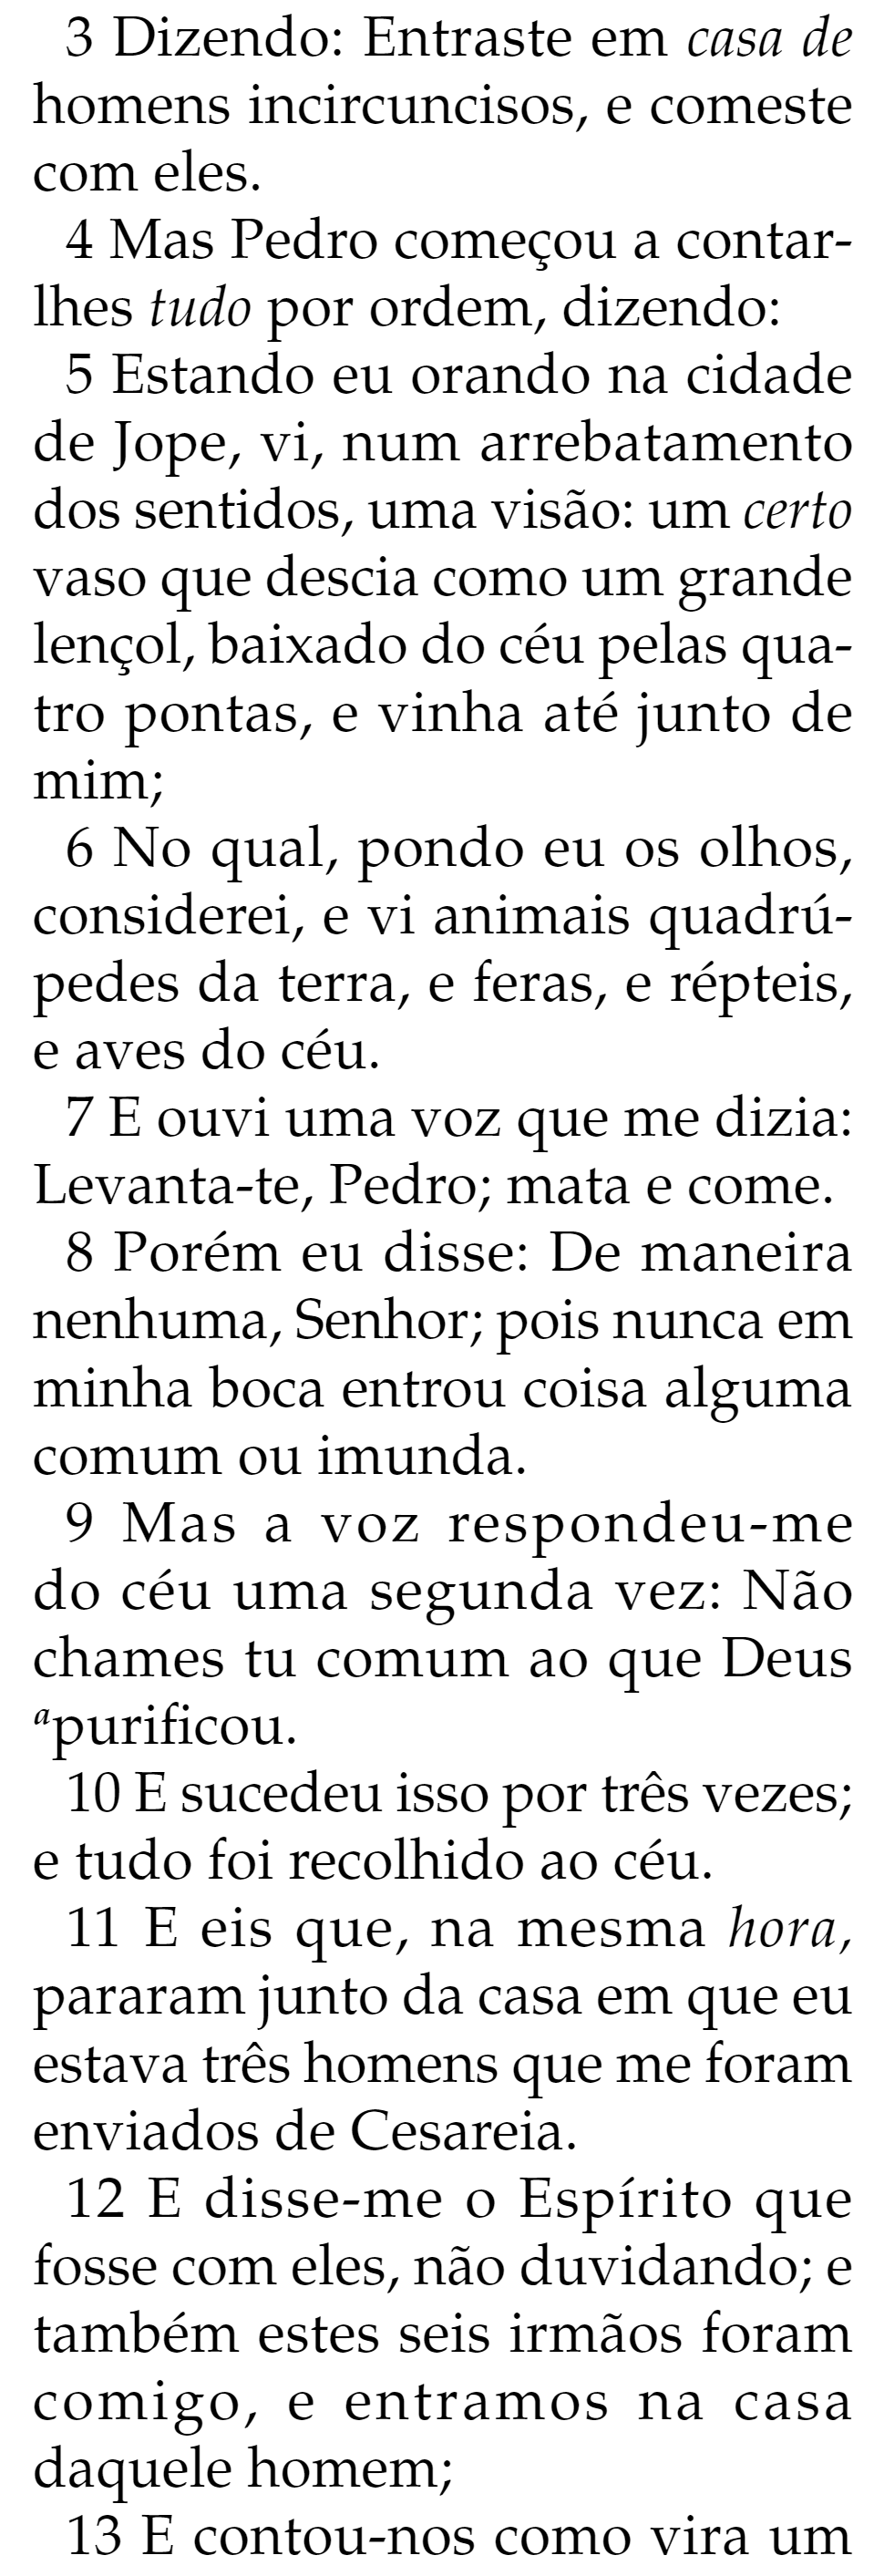 3 Dizendo: Entraste em casa de
homens incircuncisos, e comeste
com eles.
4 Mas Pedro começou a contar-
lhes tudo por ordem, dizendo:
5 Estando eu orando na cidade
de Jope, vi, num arrebatamento
dos sentidos, uma visão: um certo
vaso que descia como um grande
lençol, baixado do céu pelas qua-
tro pontas, e vinha até junto de
mim;
6 No qual, pondo eu os olhos,
considerei, e vi animais quadrú-
pedes da terra, e feras, e répteis,
e aves do céu.
7 E ouvi uma voz que me dizia:
Levanta-te, Pedro; mata e come.
8 Porém eu disse: De maneira
nenhuma, Senhor; pois nunca em
minha boca entrou coisa alguma
comum ou imunda.
9 Mas a voz respondeu-me
do céu uma segunda vez: Não
chames tu comum ao que Deus
ᵃpurificou.
10 E sucedeu isso por três vezes;
e tudo foi recolhido ao céu.
11 E eis que, na mesma hora,
pararam junto da casa em que eu
estava três homens que me foram
enviados de Cesareia.
12 E disse-me o Espírito que
fosse com eles, não duvidando; e
também estes seis irmãos foram
comigo, e entramos na casa
daquele homem;
13 E contou-nos como vira um